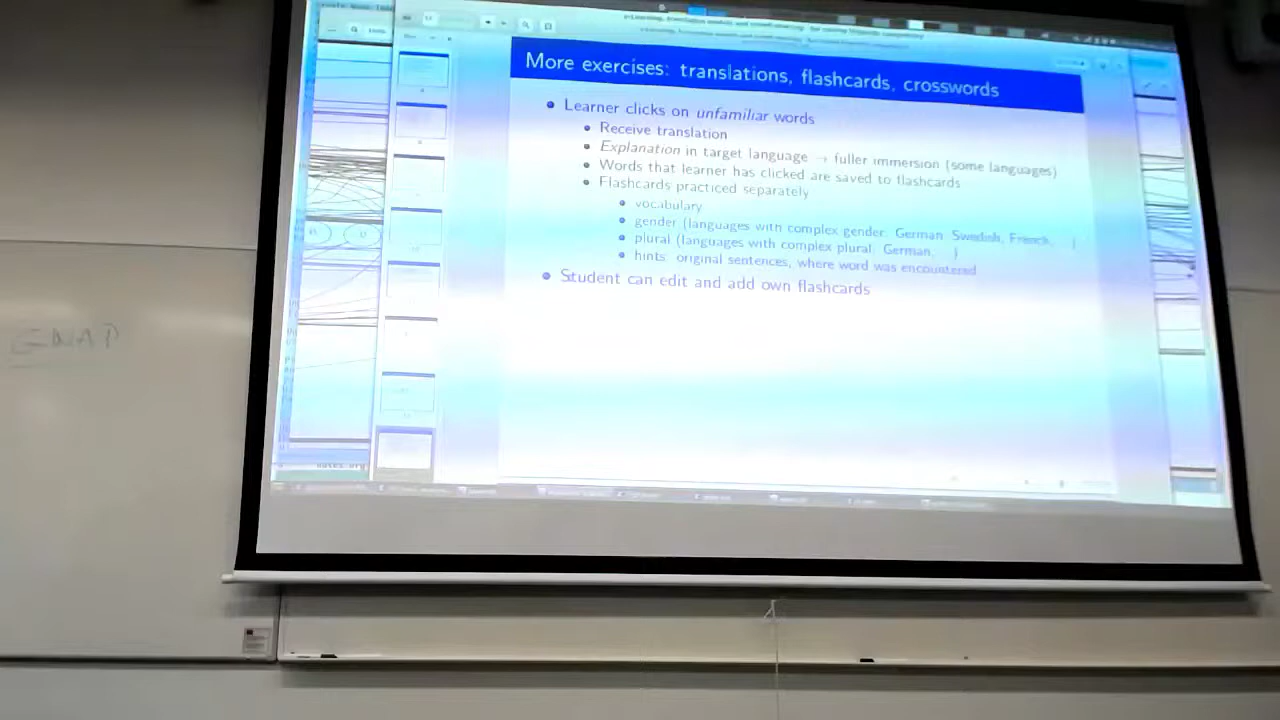 More exercises: translations, flashcards, crosswords
Learner clicks on unfamiliar words
Receive translation
Explanation in target language → fuller immersion (some languages)
Words that learner has clicked are saved to flashcards
Flashcards practiced separately
vocabulary
gender (languages with complex gender: German, Swedish, French, ...)
plural (languages with complex plural: German, ...)
hints: original sentences, where word was encountered
Student can edit and add own flashcards